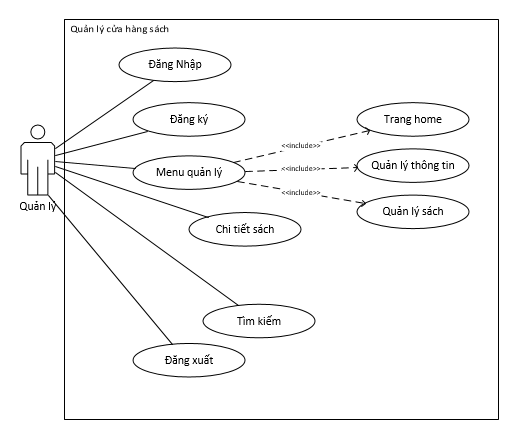 Quản lý cửa hàng sách
Đăng Nhập
Đăng ký
Trang home
<<include>>
Menu quản lý
<<include>>
Quản lý thông tin
<<include>>
Quản lý
Quản lý sách
Chi tiết sách
Tìm kiếm
Đăng xuất